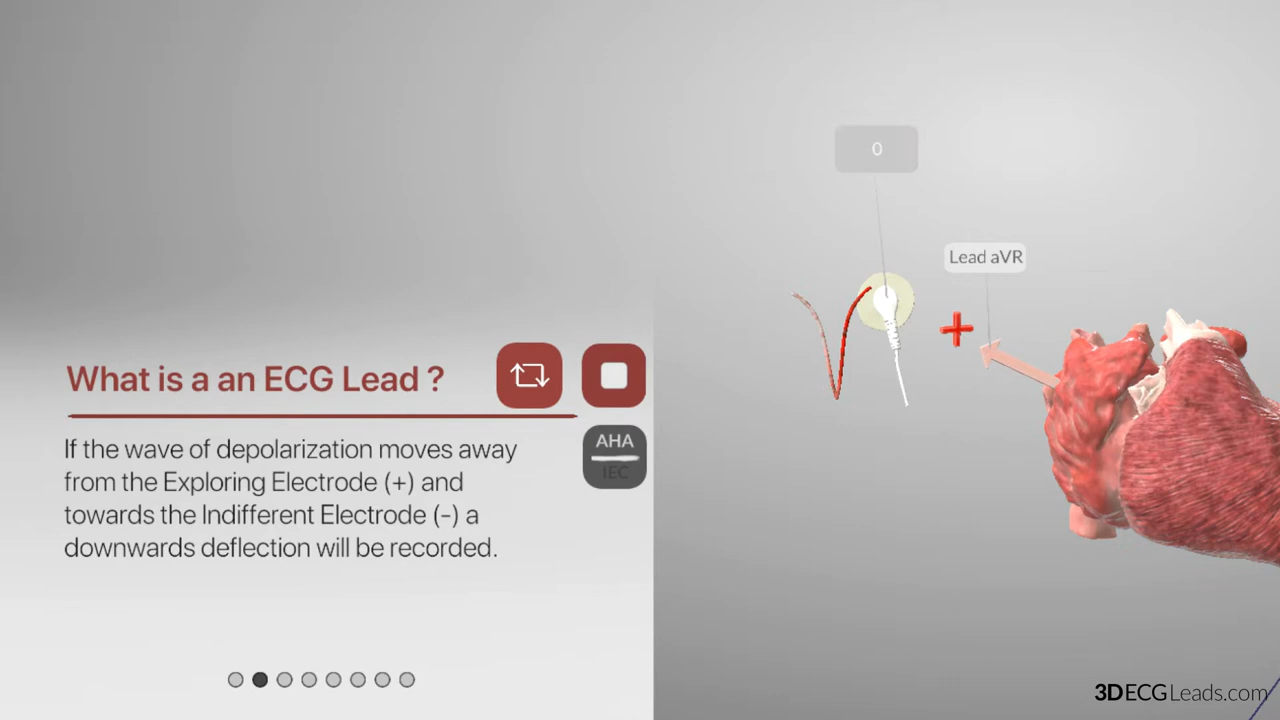 0
Lead aVR
What is a an ECG Lead ?
AHA
IEC
If the wave of depolarization moves away
from the Exploring Electrode (+) and
towards the Indifferent Electrode (-) a
downwards deflection will be recorded.
3DECGLeads.com